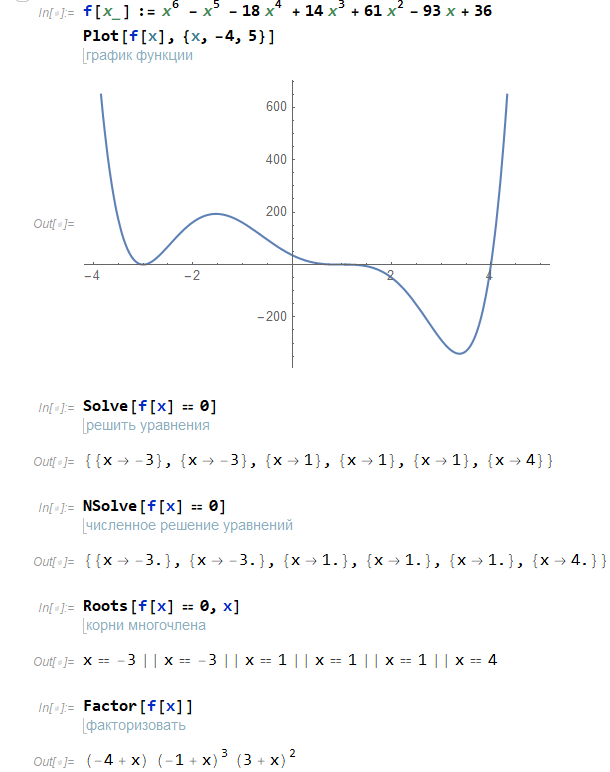 In[•]:= f[x_] := x^6 - x^5 - 18 x^4 + 14 x^3 + 61 x^2 - 93 x + 36
Plot[f[x], {x, -4, 5}]
график функции
600
400
200
Out[•]=
-4 -2 2 4
-200
In[•]:= Solve[f[x] == 0]
решить уравнения
Out[•]= {{x → -3}, {x → -3}, {x → 1}, {x → 1}, {x → 1}, {x → 4}}
In[•]:= NSolve[f[x] == 0]
численное решение уравнений
Out[•]= {{x → -3.}, {x → -3.}, {x → 1.}, {x → 1.}, {x → 1.}, {x → 4.}}
In[•]:= Roots[f[x] == 0, x]
корни многочлена
Out[•]= x == -3 || x == -3 || x == 1 || x == 1 || x == 1 || x == 4
In[•]:= Factor[f[x]]
факторизовать
Out[•]= (-4 + x) (-1 + x)^3 (3 + x)^2